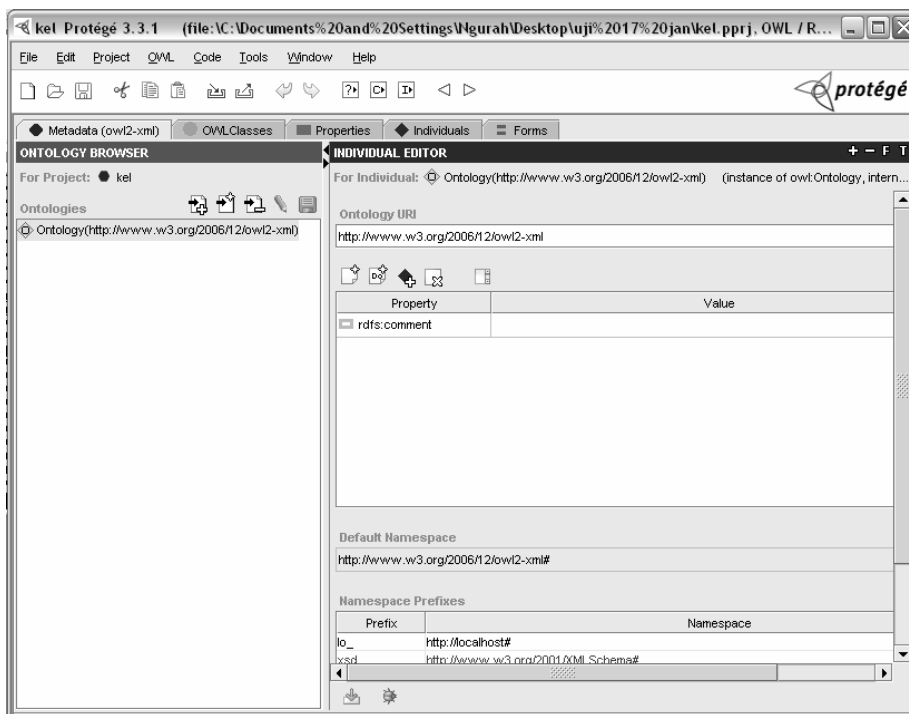 kel Protégé 3.3.1 (file:\C:\Documents%20and%20Settings\Ngurah\Desktop\uji%2017%20jan\kel.pprj, OWL / R...
File Edit Project OWL Code Tools Window Help
protégé
Metadata (owl2-xml) OWLClasses Properties Individuals Forms
ONTOLOGY BROWSER
For Project: kel
Ontologies
Ontology(http://www.w3.org/2006/12/owl2-xml)
INDIVIDUAL EDITOR + - F T
For Individual: Ontology(http://www.w3.org/2006/12/owl2-xml) (instance of owl:Ontology, intern...
Ontology URI
http://www.w3.org/2006/12/owl2-xml
Property Value
rdfs:comment
Default Namespace
http://www.w3.org/2006/12/owl2-xml#
Namespace Prefixes
Prefix Namespace
lo_ http://localhost#
xsd http://www.w3.org/2001/XMLSchema#